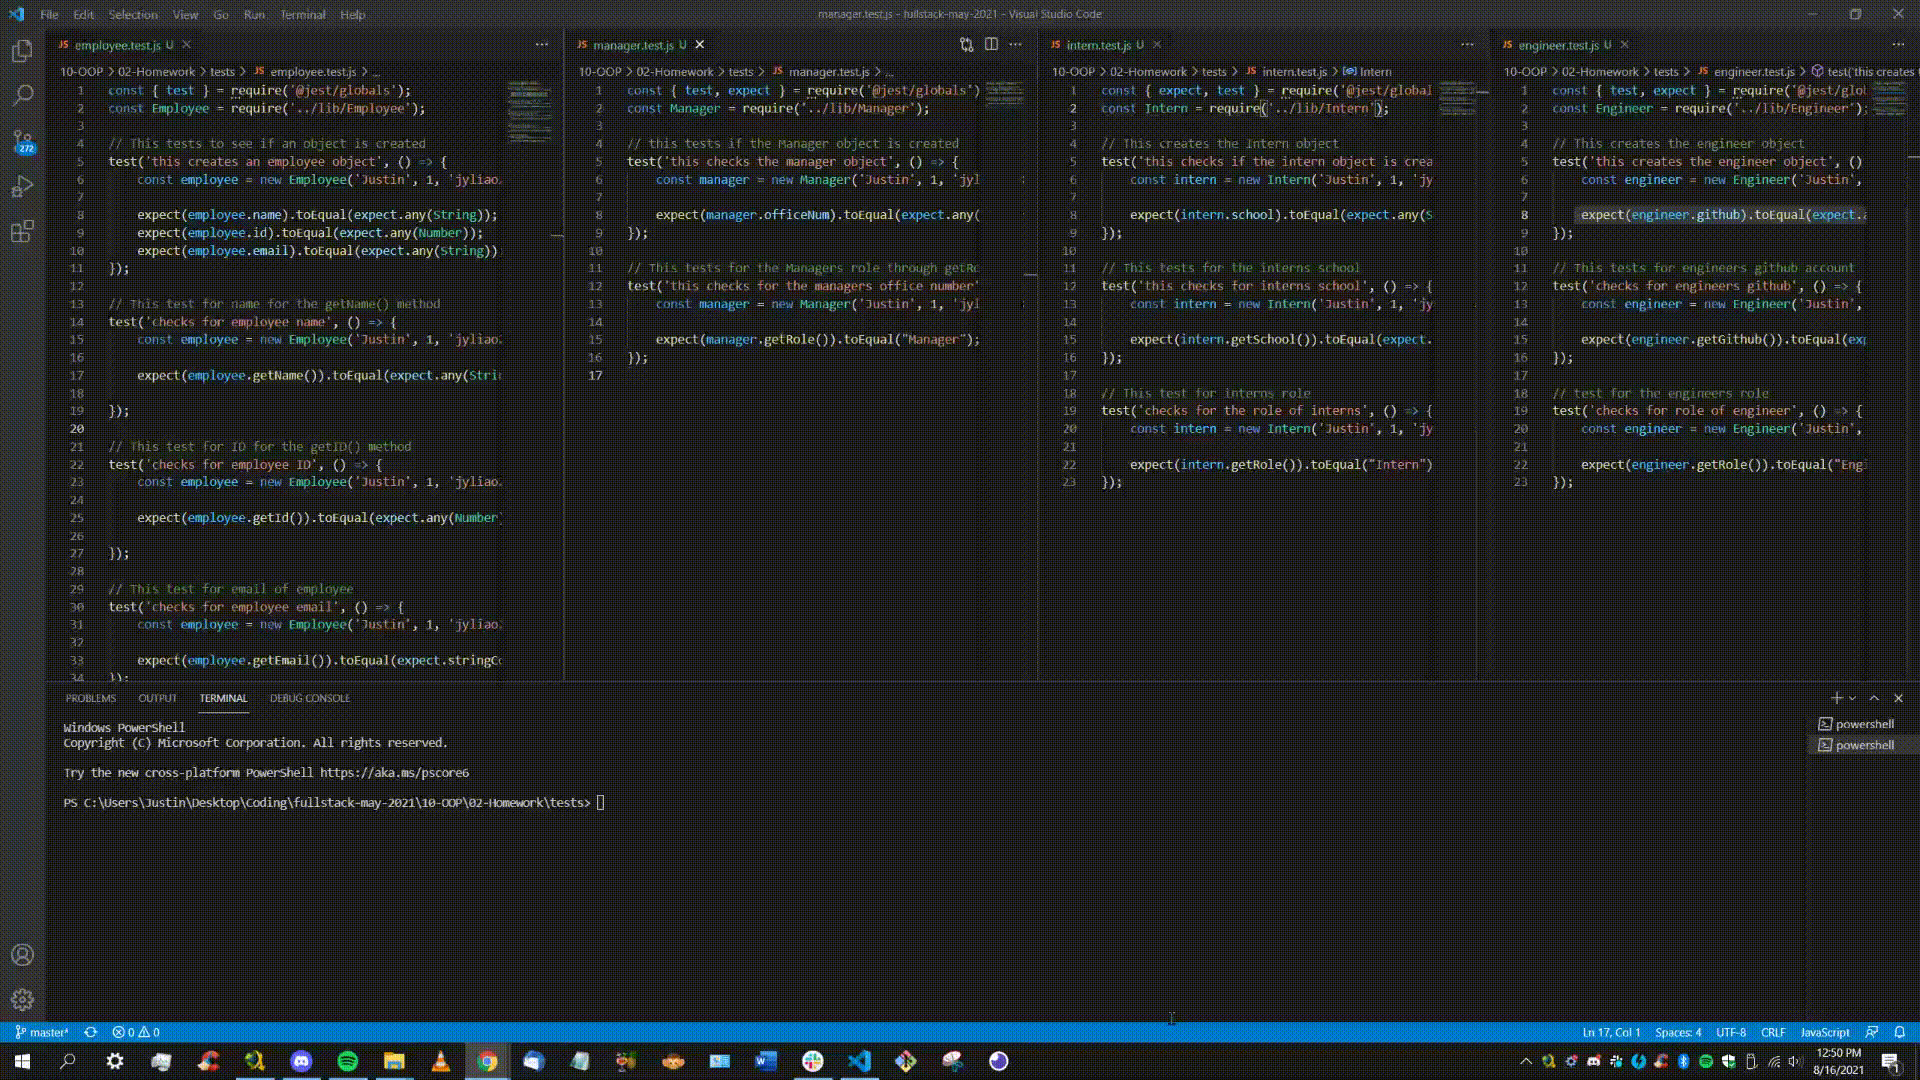 File Edit Selection View Go Run Terminal Help
manager.test.js - fullstack-may-2021 - Visual Studio Code
JS employee.test.js U
10-OOP > 02-Homework > tests > JS employee.test.js > ...
1 const { test } = require('@jest/globals');
2 const Employee = require('../lib/Employee');
3
4 // This tests to see if an object is created
5 test('this creates an employee object', () => {
6 const employee = new Employee('Justin', 1, 'jyliao.
7
8 expect(employee.name).toEqual(expect.any(String));
9 expect(employee.id).toEqual(expect.any(Number));
10 expect(employee.email).toEqual(expect.any(String))
11 });
12
13 // This test for name for the getName() method
14 test('checks for employee name', () => {
15 const employee = new Employee('Justin', 1, 'jyliao.
16
17 expect(employee.getName()).toEqual(expect.any(Stri
18
19 });
20
21 // This test for ID for the getID() method
22 test('checks for employee ID', () => {
23 const employee = new Employee('Justin', 1, 'jyliao.
24
25 expect(employee.getId()).toEqual(expect.any(Number
26
27 });
28
29 // This test for email of employee
30 test('checks for employee email', () => {
31 const employee = new Employee('Justin', 1, 'jyliao.
32
33 expect(employee.getEmail()).toEqual(expect.stringCo
34 });
JS manager.test.js U
10-OOP > 02-Homework > tests > JS manager.test.js > ...
1 const { test, expect } = require('@jest/globals')
2 const Manager = require('../lib/Manager');
3
4 // this tests if the Manager object is created
5 test('this checks the manager object', () => {
6 const manager = new Manager('Justin', 1, 'jyl
7
8 expect(manager.officeNum).toEqual(expect.any(
9 });
10
11 // This tests for the Managers role through getRo
12 test('this checks for the managers office number'
13 const manager = new Manager('Justin', 1, 'jyl
14
15 expect(manager.getRole()).toEqual("Manager");
16 });
17
JS intern.test.js U
10-OOP > 02-Homework > tests > JS intern.test.js > Intern
1 const { expect, test } = require('@jest/global
2 const Intern = require('../lib/Intern');
3
4 // This creates the Intern object
5 test('this checks if the intern object is crea
6 const intern = new Intern('Justin', 1, 'jy
7
8 expect(intern.school).toEqual(expect.any(S
9 });
10
11 // This tests for the interns school
12 test('this checks for interns school', () => {
13 const intern = new Intern('Justin', 1, 'jy
14
15 expect(intern.getSchool()).toEqual(expect.
16 });
17
18 // This test for interns role
19 test('checks for the role of interns', () => {
20 const intern = new Intern('Justin', 1, 'jy
21
22 expect(intern.getRole()).toEqual("Intern")
23 });
JS engineer.test.js U
10-OOP > 02-Homework > tests > JS engineer.test.js > test('this creates
1 const { test, expect } = require('@jest/glob
2 const Engineer = require('../lib/Engineer');
3
4 // This creates the engineer object
5 test('this creates the engineer object', ()
6 const engineer = new Engineer('Justin',
7
8 expect(engineer.github).toEqual(expect.a
9 });
10
11 // This tests for engineers github account
12 test('this checks for engineers github', () => {
13 const engineer = new Engineer('Justin',
14
15 expect(engineer.getGithub()).toEqual(exp
16 });
17
18 // test for the engineers role
19 test('checks for role of engineer', () => {
20 const engineer = new Engineer('Justin',
21
22 expect(engineer.getRole()).toEqual("Engi
23 });
272
PROBLEMS OUTPUT TERMINAL DEBUG CONSOLE
Windows PowerShell
Copyright (C) Microsoft Corporation. All rights reserved.
Try the new cross-platform PowerShell https://aka.ms/pscore6
PS C:\Users\Justin\Desktop\Coding\fullstack-may-2021\10-OOP\02-Homework\tests>
powershell
powershell
master* 0 0 Ln 17, Col 1 Spaces: 4 UTF-8 CRLF JavaScript
12:50 PM
8/16/2021